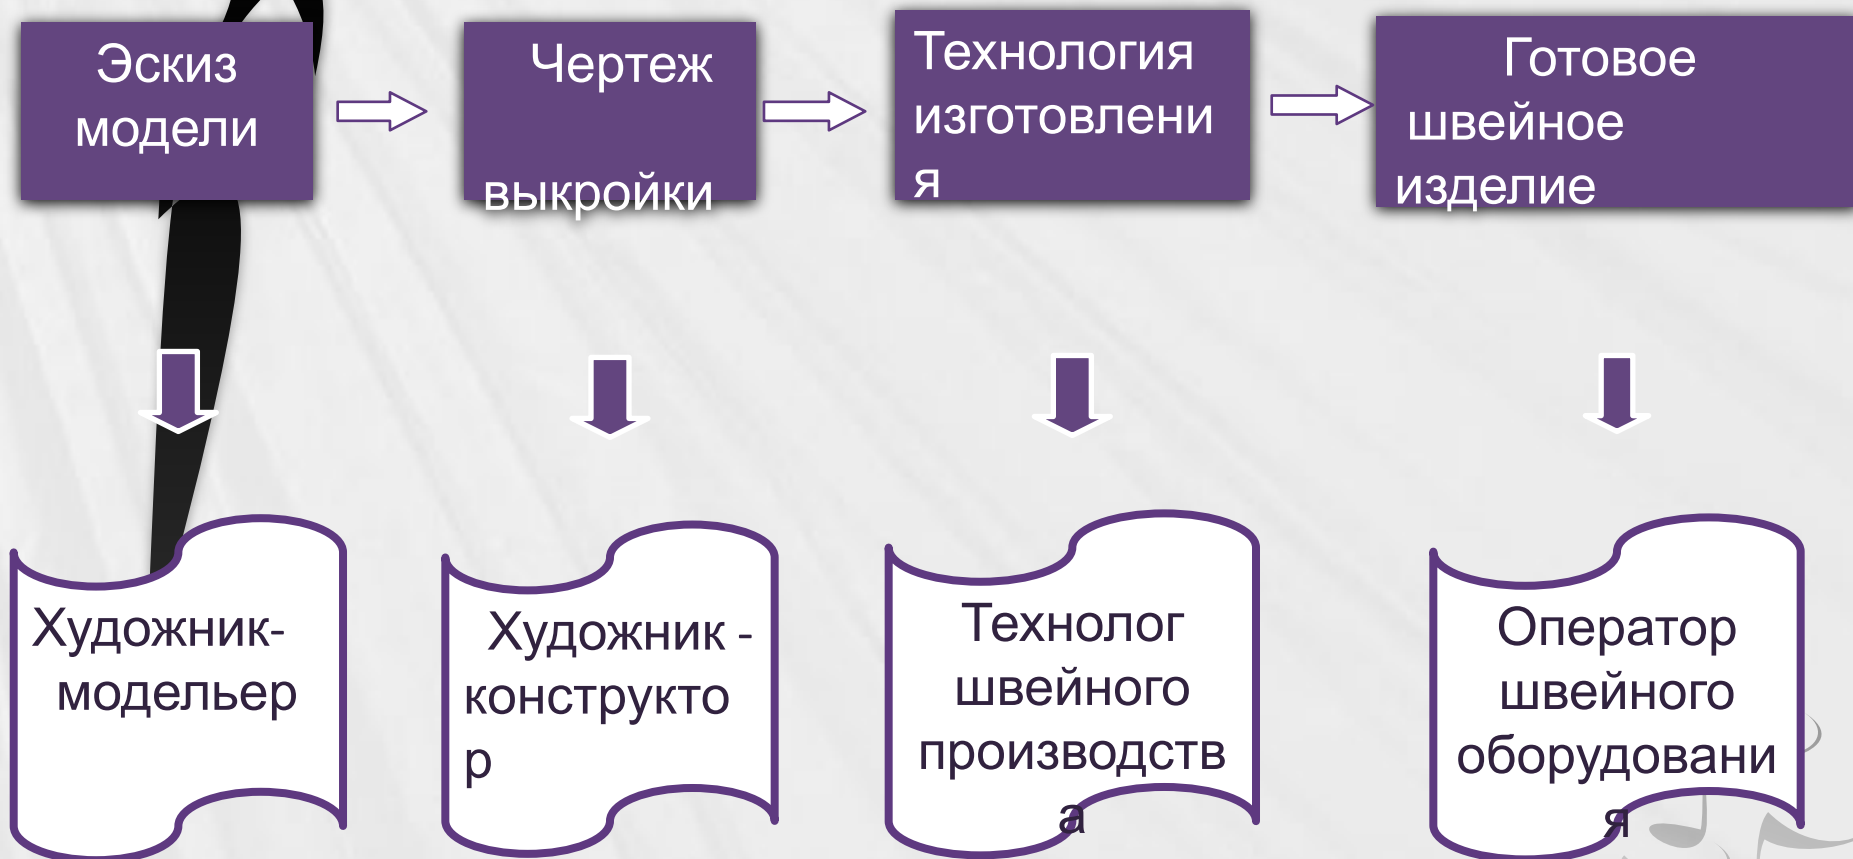 Эскиз
модели
Чертеж
выкройки
Технология
изготовлени
я
Готовое
швейное
изделие
Художник-
модельер
Художник -
конструкто
р
Технолог
швейного
производств
а
Оператор
швейного
оборудовани
я